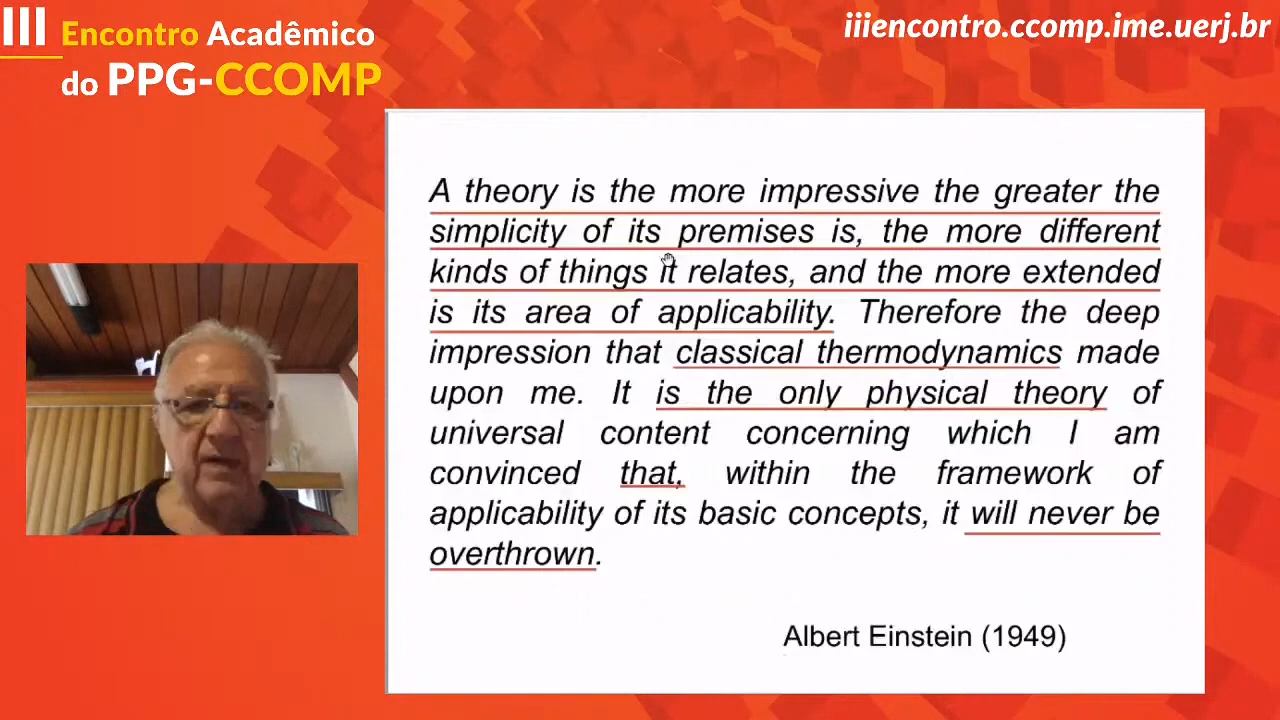 III Encontro Acadêmico
do PPG-CCOMP
iiiencontro.ccomp.ime.uerj.br
A theory is the more impressive the greater the
simplicity of its premises is, the more different
kinds of things it relates, and the more extended
is its area of applicability. Therefore the deep
impression that classical thermodynamics made
upon me. It is the only physical theory of
universal content concerning which I am
convinced that, within the framework of
applicability of its basic concepts, it will never be
overthrown.
Albert Einstein (1949)